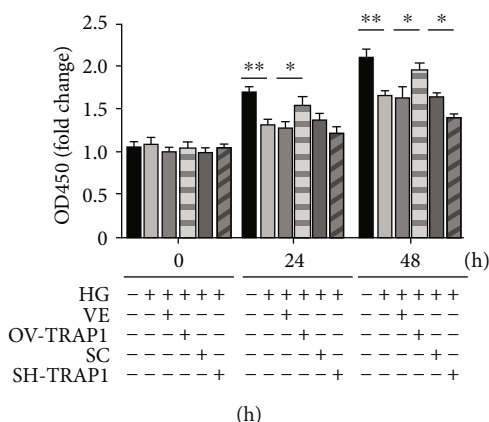 ** * ** * *
2.5
2.0
1.5
1.0
0.5
0
OD450 (fold change)
0 24 48 (h)
HG − + + + + + − + + + + + − + + + + +
VE − − + − − − − − + − − − − − + − − −
OV-TRAP1 − − − + − − − − − + − − − − − + − −
SC − − − − + − − − − − + − − − − − + −
SH-TRAP1 − − − − − + − − − − − + − − − − − +
(h)